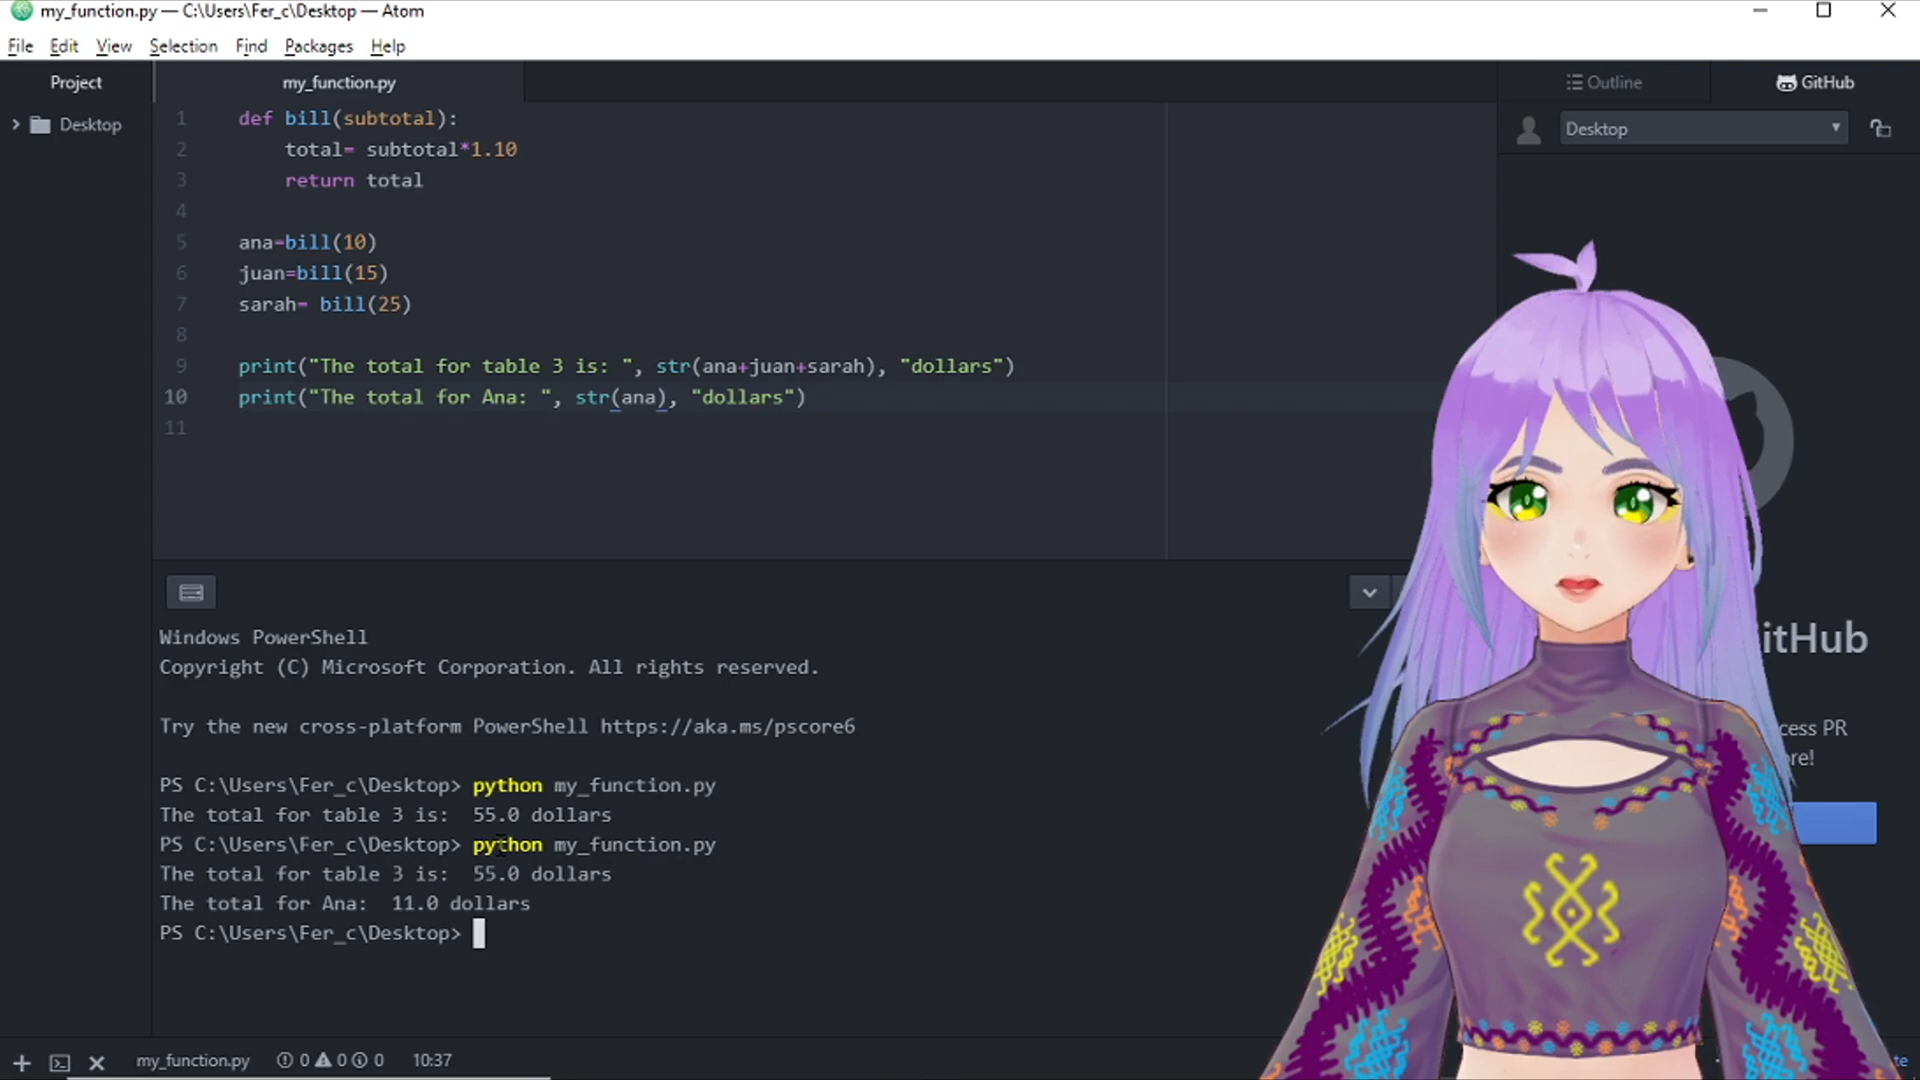 my_function.py — C:\Users\Fer_c\Desktop — Atom
File Edit View Selection Find Packages Help
Project
my_function.py
Outline
GitHub
Desktop
Desktop
1 def bill(subtotal):
2 total= subtotal*1.10
3 return total
4
5 ana=bill(10)
6 juan=bill(15)
7 sarah= bill(25)
8
9 print("The total for table 3 is: ", str(ana+juan+sarah), "dollars")
10 print("The total for Ana: ", str(ana), "dollars")
11
Windows PowerShell
Copyright (C) Microsoft Corporation. All rights reserved.
Try the new cross-platform PowerShell https://aka.ms/pscore6
PS C:\Users\Fer_c\Desktop> python my_function.py
The total for table 3 is:  55.0 dollars
PS C:\Users\Fer_c\Desktop> python my_function.py
The total for table 3 is:  55.0 dollars
The total for Ana:  11.0 dollars
PS C:\Users\Fer_c\Desktop>
itHub
cess PR
re!
my_function.py 0 0 0 10:37